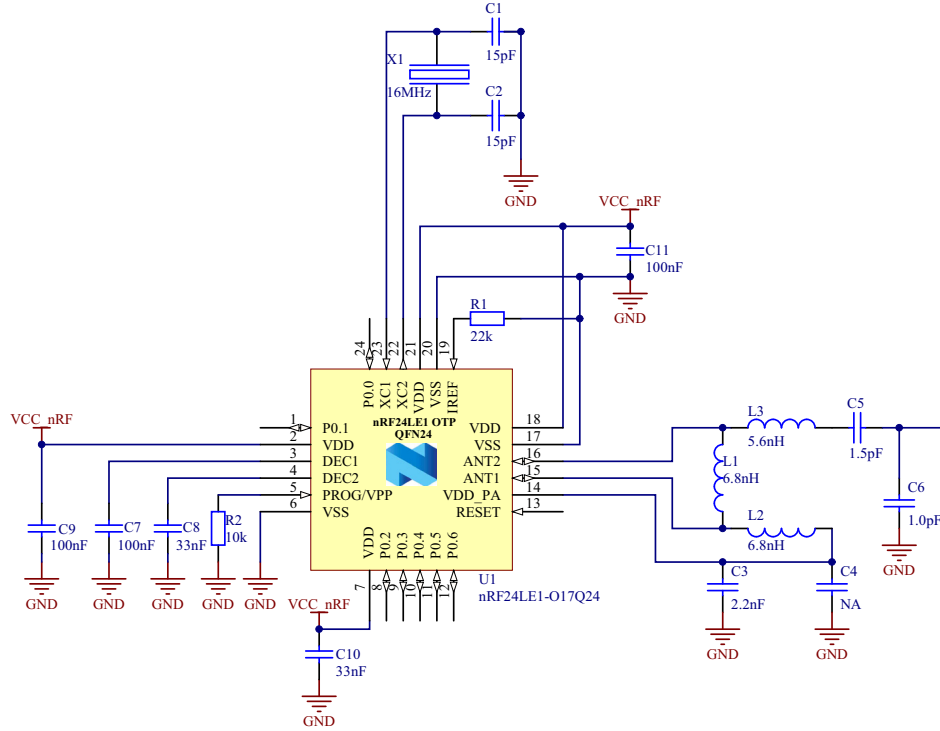 C1
15pF
X1
16MHz
C2
15pF
GND
VCC_nRF
C11
100nF
GND
R1
22k
24
23
22
21
20
19
P0.0
XC1
XC2
VDD
VSS
IREF
nRF24LE1 OTP
QFN24
1 P0.1
2 VDD
3 DEC1
4 DEC2
5 PROG/VPP
6 VSS
VDD 18
VSS 17
ANT2 16
ANT1 15
VDD_PA 14
RESET 13
VDD
P0.2
P0.3
P0.4
P0.5
P0.6
7
8
9
10
11
12
U1
nRF24LE1-O17Q24
VCC_nRF
C9
100nF
GND
C7
100nF
GND
C8
33nF
GND
R2
10k
GND
GND
VCC_nRF
C10
33nF
GND
L3
5.6nH
C5
1.5pF
L1
6.8nH
L2
6.8nH
C6
1.0pF
GND
C3
2.2nF
GND
C4
NA
GND